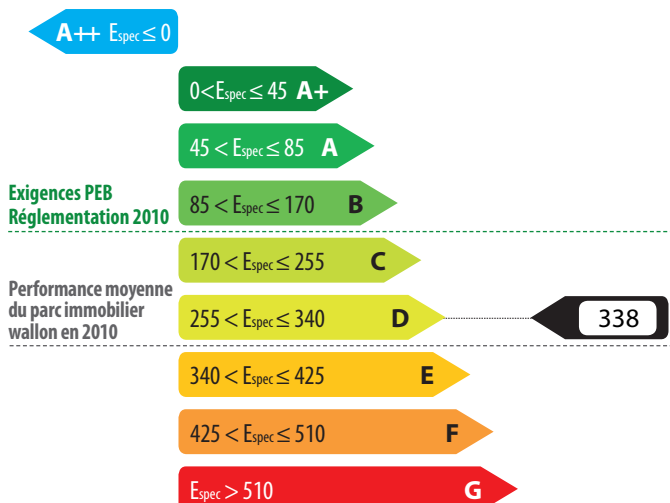 A++ Espec ≤ 0
0<Espec ≤ 45 A+
45 < Espec ≤ 85 A
Exigences PEB
Réglementation 2010
85 < Espec ≤ 170 B
170 < Espec ≤ 255 C
Performance moyenne
du parc immobilier
wallon en 2010
255 < Espec ≤ 340 D
338
340 < Espec ≤ 425 E
425 < Espec ≤ 510 F
Espec > 510 G